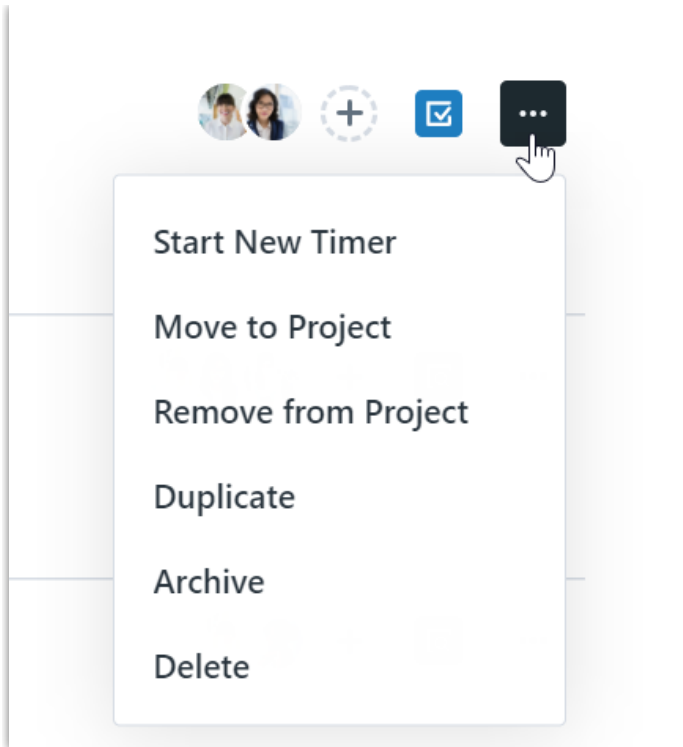 Start New Timer
Move to Project
Remove from Project
Duplicate
Archive
Delete